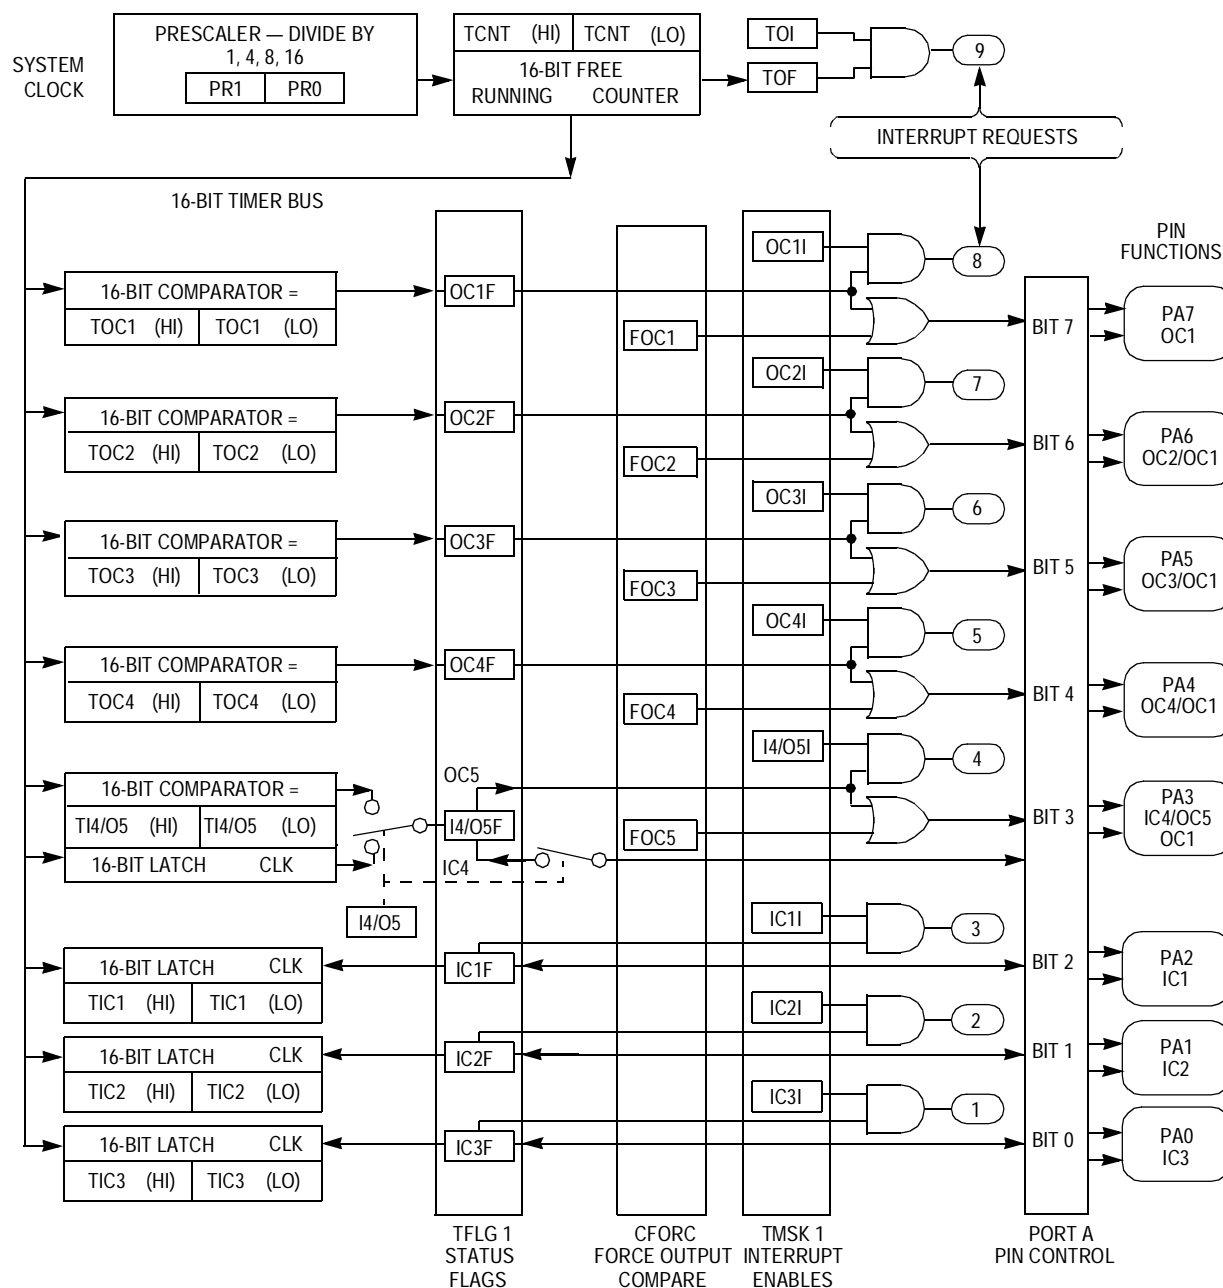 SYSTEM
CLOCK
PRESCALER — DIVIDE BY
1, 4, 8, 16
PR1 PR0
TCNT (HI) TCNT (LO)
16-BIT FREE
RUNNING COUNTER
TOI
TOF
9
INTERRUPT REQUESTS
16-BIT TIMER BUS
PIN
FUNCTIONS
OC1I
8
16-BIT COMPARATOR =
TOC1 (HI) TOC1 (LO)
OC1F
FOC1
BIT 7
PA7
OC1
OC2I
7
16-BIT COMPARATOR =
TOC2 (HI) TOC2 (LO)
OC2F
FOC2
BIT 6
PA6
OC2/OC1
OC3I
6
16-BIT COMPARATOR =
TOC3 (HI) TOC3 (LO)
OC3F
FOC3
BIT 5
PA5
OC3/OC1
OC4I
5
16-BIT COMPARATOR =
TOC4 (HI) TOC4 (LO)
OC4F
FOC4
BIT 4
PA4
OC4/OC1
I4/O5I
4
16-BIT COMPARATOR =
TI4/O5 (HI) TI4/O5 (LO)
16-BIT LATCH CLK
OC5
I4/O5F
IC4
I4/O5
FOC5
BIT 3
PA3
IC4/OC5
OC1
IC1I
3
16-BIT LATCH CLK
TIC1 (HI) TIC1 (LO)
IC1F
BIT 2
PA2
IC1
IC2I
2
16-BIT LATCH CLK
TIC2 (HI) TIC2 (LO)
IC2F
BIT 1
PA1
IC2
IC3I
1
16-BIT LATCH CLK
TIC3 (HI) TIC3 (LO)
IC3F
BIT 0
PA0
IC3
TFLG 1
STATUS
FLAGS
CFORC
FORCE OUTPUT
COMPARE
TMSK 1
INTERRUPT
ENABLES
PORT A
PIN CONTROL